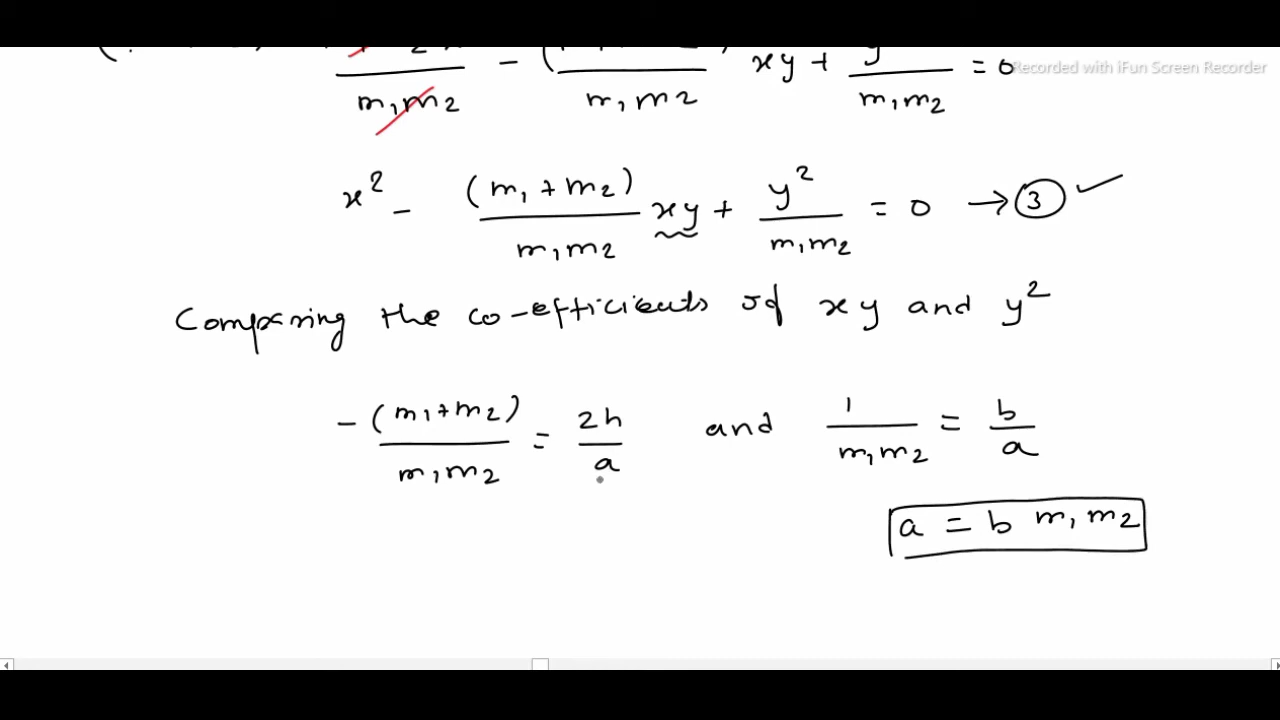 m₁m₂ - m₁m₂ xy + y m₁m₂ = 0
Recorded with iFun Screen Recorder
x² - (m₁+m₂)/m₁m₂ xy + y²/m₁m₂ = 0 → ③ ✓
Comparing the co-efficients of xy and y²
-(m₁+m₂)/m₁m₂ = 2h/a and 1/m₁m₂ = b/a
a = b m₁m₂